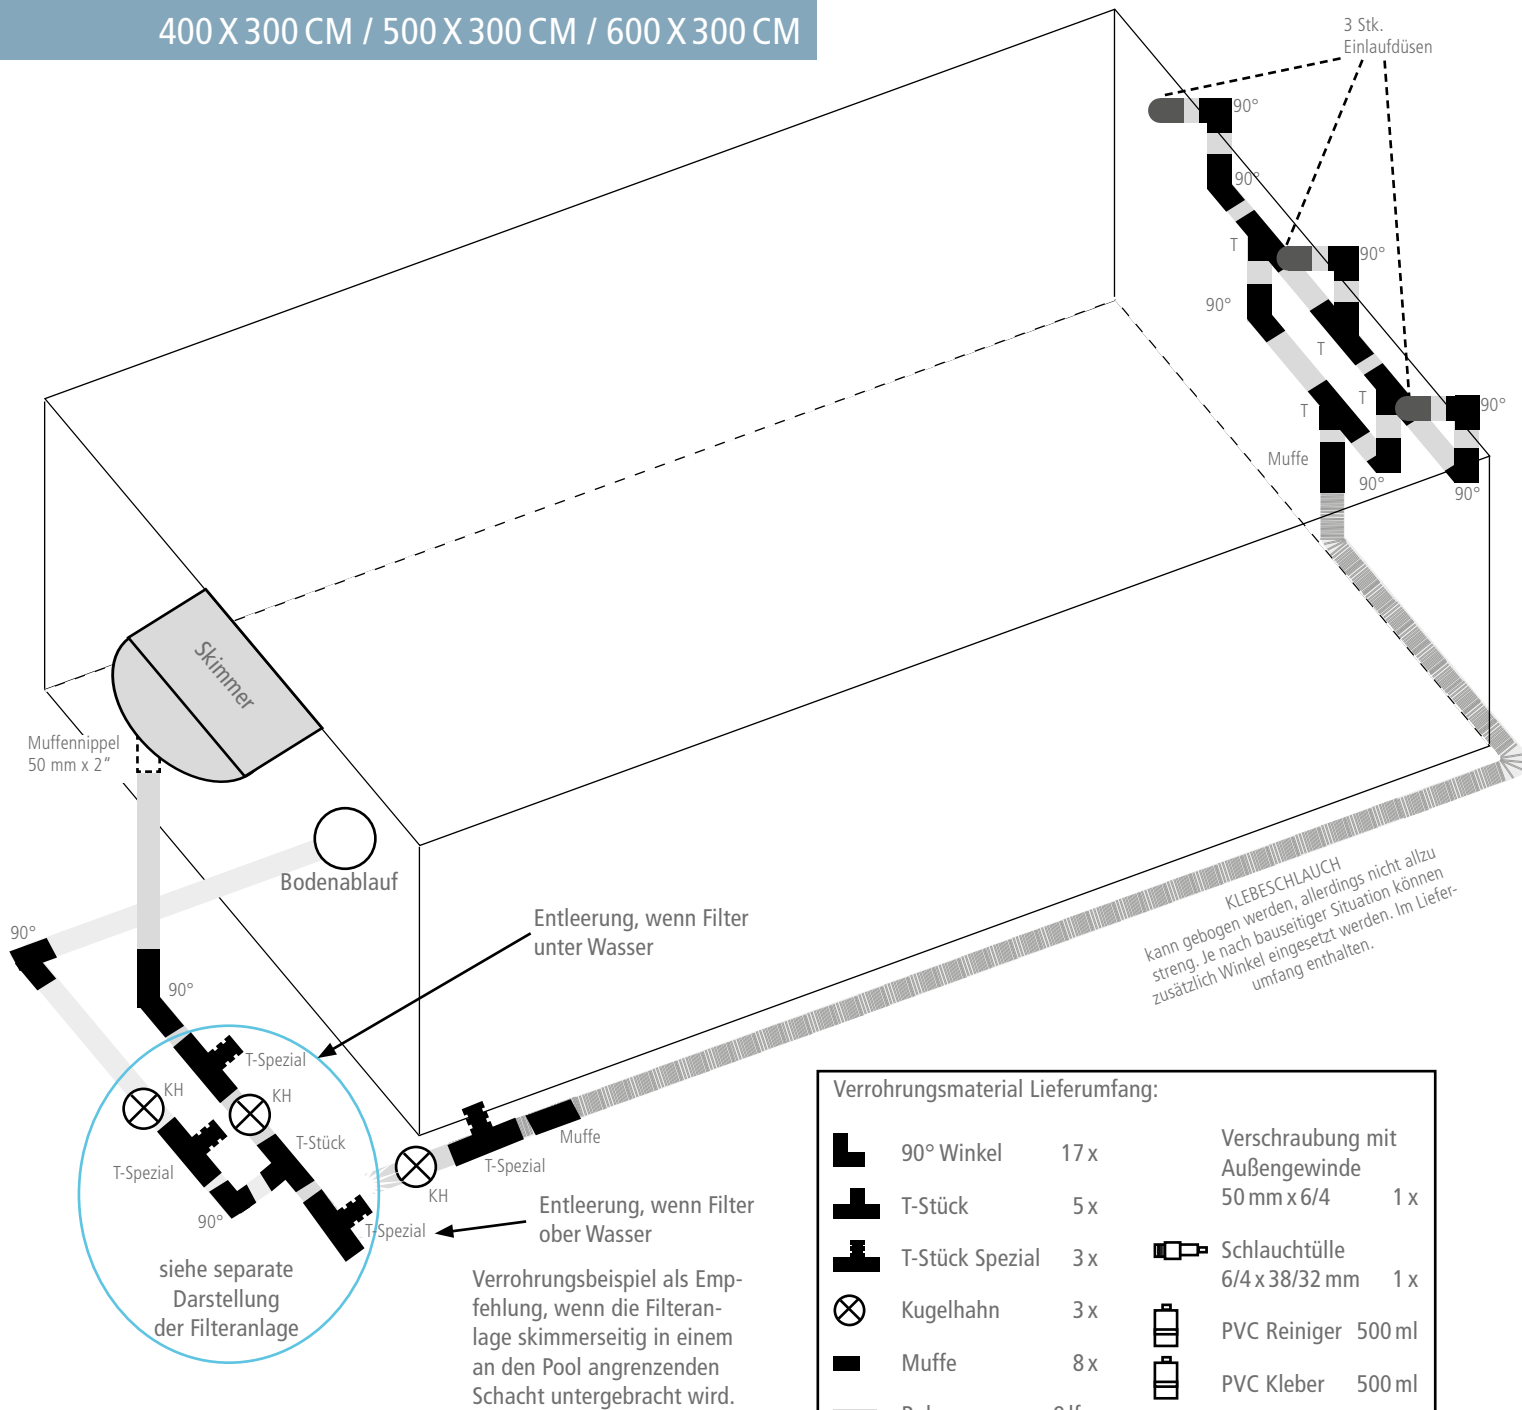 400 X 300 CM / 500 X 300 CM / 600 X 300 CM
3 Stk.
Einlaufdüsen
90°
90°
T
90°
90°
T
T
90°
T
Muffe
90°
90°
Skimmer
Muffennippel
50 mm x 2“
Bodenablauf
90°
90°
Entleerung, wenn Filter
unter Wasser
KLEBESCHLAUCH
kann gebogen werden, allerdings nicht allzu
streng. Je nach bauseitiger Situation können
zusätzlich Winkel eingesetzt werden. Im Liefer-
umfang enthalten.
T-Spezial
KH
KH
T-Stück
T-Spezial
90°
T-Spezial
Muffe
T-Spezial
KH
Entleerung, wenn Filter
ober Wasser
siehe separate
Darstellung
der Filteranlage
Verrohrungsbeispiel als Emp-
fehlung, wenn die Filteran-
lage skimmerseitig in einem
an den Pool angrenzenden
Schacht untergebracht wird.
Verrohrungsmaterial Lieferumfang:
90° Winkel 17 x
T-Stück 5 x
T-Stück Spezial 3 x
Kugelhahn 3 x
Muffe 8 x
Verschraubung mit
Außengewinde
50 mm x 6/4 1 x
Schlauchtülle
6/4 x 38/32 mm 1 x
PVC Reiniger 500 ml
PVC Kleber 500 ml